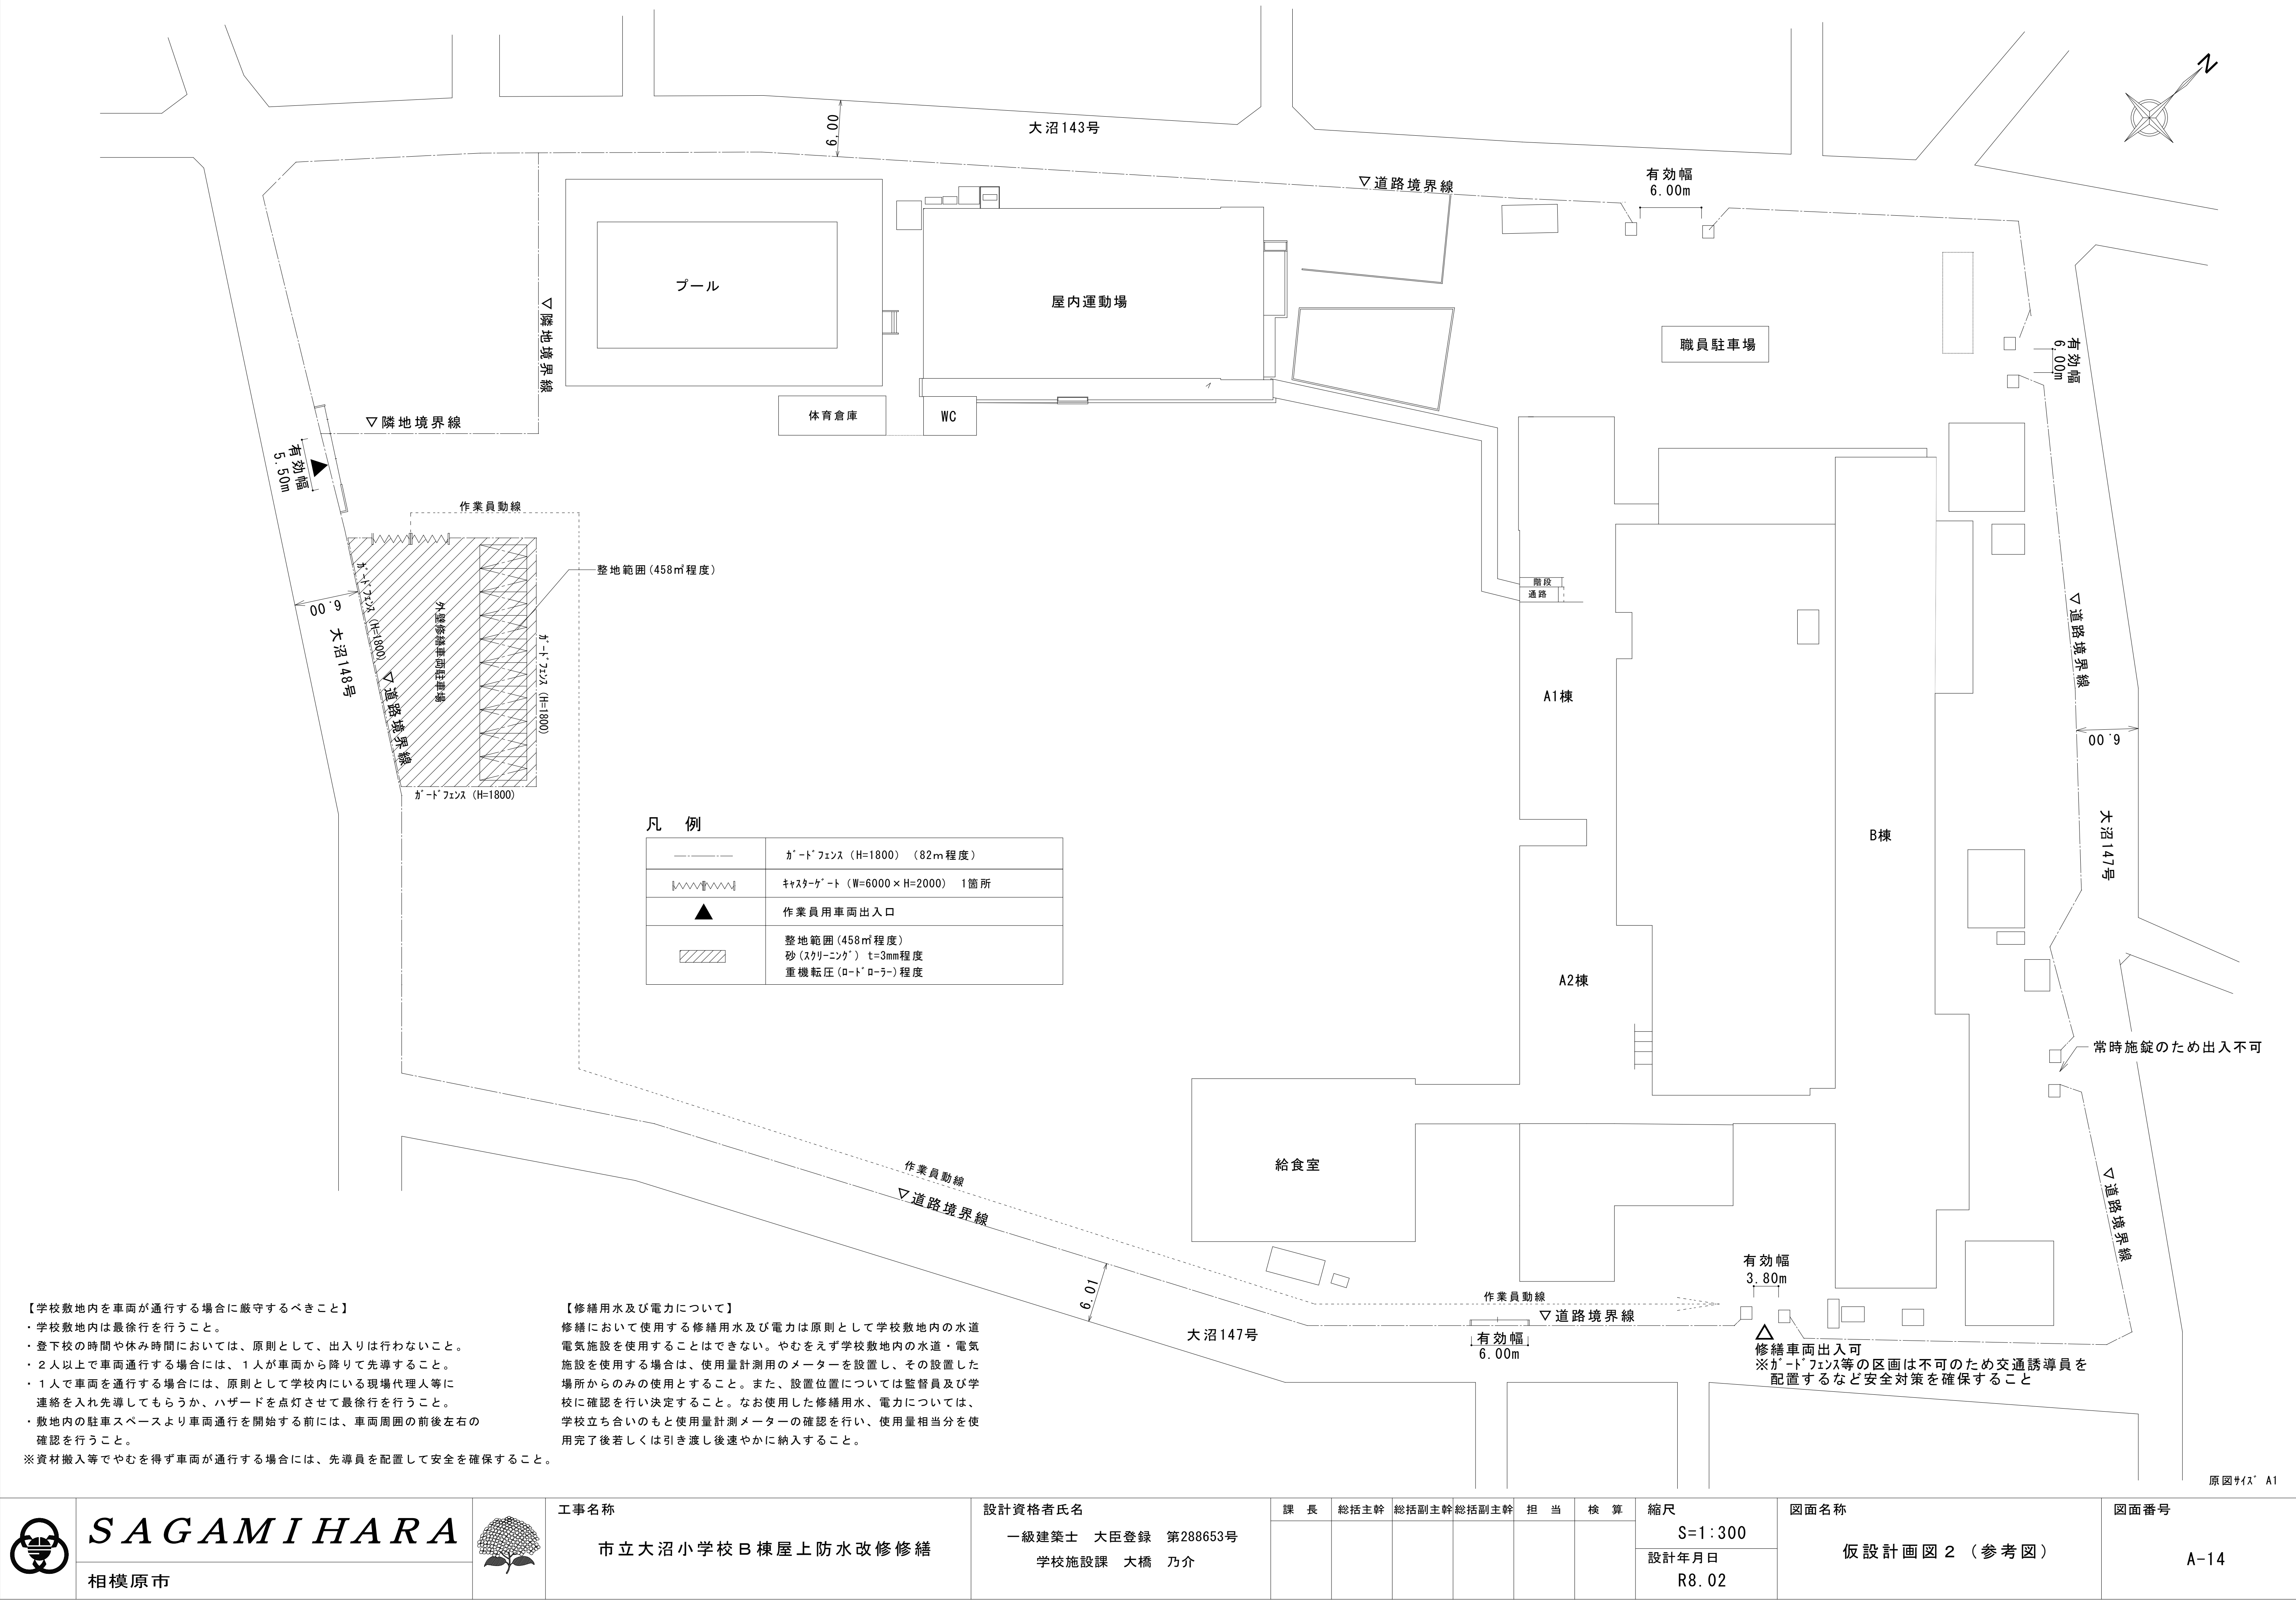 N
大沼143号
6.00
▽道路境界線
有効幅
6.00m
プール
屋内運動場
▽隣地境界線
職員駐車場
有効幅
6.00m
体育倉庫
WC
▽隣地境界線
有効幅
5.50m
作業員動線
整地範囲(458㎡程度)
ｶﾞｰﾄﾞﾌｪﾝｽ (H=1800)
外壁修繕車両駐車場
ｶﾞｰﾄﾞﾌｪﾝｽ (H=1800)
6.00
大沼148号
▽道路境界線
ｶﾞｰﾄﾞﾌｪﾝｽ (H=1800)
階段
通路
A1棟
▽道路境界線
6.00
大沼147号
B棟
A2棟
凡 例
ｶﾞｰﾄﾞﾌｪﾝｽ (H=1800) (82ｍ程度)
ｷｬｽﾀｰｹﾞｰﾄ (W=6000×H=2000) 1箇所
作業員用車両出入口
整地範囲(458㎡程度)
砂(ｽｸﾘｰﾆﾝｸﾞ) t=3mm程度
重機転圧(ﾛｰﾄﾞﾛｰﾗｰ)程度
常時施錠のため出入不可
給食室
作業員動線
▽道路境界線
▽道路境界線
6.01
大沼147号
作業員動線
▽道路境界線
有効幅
6.00m
有効幅
3.80m
修繕車両出入可
※ｶﾞｰﾄﾞﾌｪﾝｽ等の区画は不可のため交通誘導員を
配置するなど安全対策を確保すること
【学校敷地内を車両が通行する場合に厳守するべきこと】
・学校敷地内は最徐行を行うこと。
・登下校の時間や休み時間においては、原則として、出入りは行わないこと。
・２人以上で車両通行する場合には、１人が車両から降りて先導すること。
・１人で車両を通行する場合には、原則として学校内にいる現場代理人等に
連絡を入れ先導してもらうか、ハザードを点灯させて最徐行を行うこと。
・敷地内の駐車スペースより車両通行を開始する前には、車両周囲の前後左右の
確認を行うこと。
※資材搬入等でやむを得ず車両が通行する場合には、先導員を配置して安全を確保すること。
【修繕用水及び電力について】
修繕において使用する修繕用水及び電力は原則として学校敷地内の水道
電気施設を使用することはできない。やむをえず学校敷地内の水道・電気
施設を使用する場合は、使用量計測用のメーターを設置し、その設置した
場所からのみの使用とすること。また、設置位置については監督員及び学
校に確認を行い決定すること。なお使用した修繕用水、電力については、
学校立ち合いのもと使用量計測メーターの確認を行い、使用量相当分を使
用完了後若しくは引き渡し後速やかに納入すること。
原図ｻｲｽﾞ A1
SAGAMIHARA
相模原市
工事名称
市立大沼小学校Ｂ棟屋上防水改修修繕
設計資格者氏名
一級建築士 大臣登録 第288653号
学校施設課 大橋 乃介
課 長
総括主幹
総括副主幹
総括副主幹
担 当
検 算
縮尺
S=1:300
設計年月日
R8.02
図面名称
仮設計画図２（参考図）
図面番号
A-14